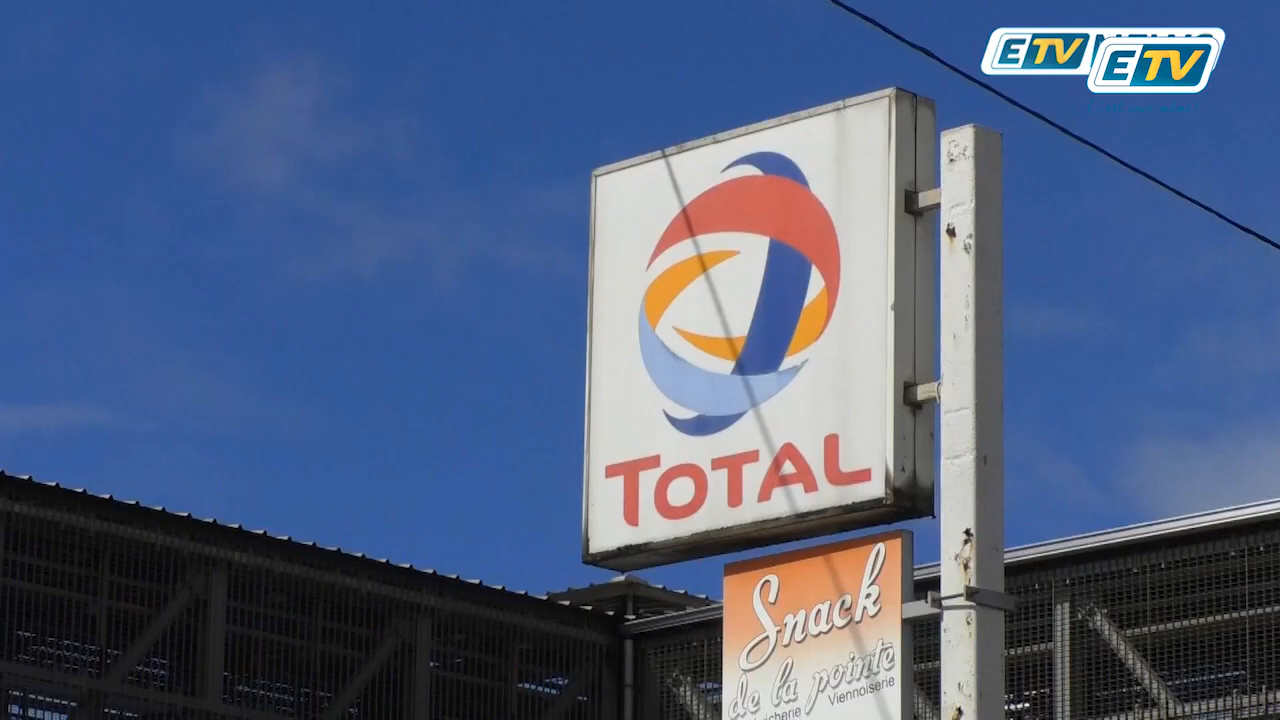 ETV
ETV
TOTAL
Snack
de la pointe
Viennoiserie